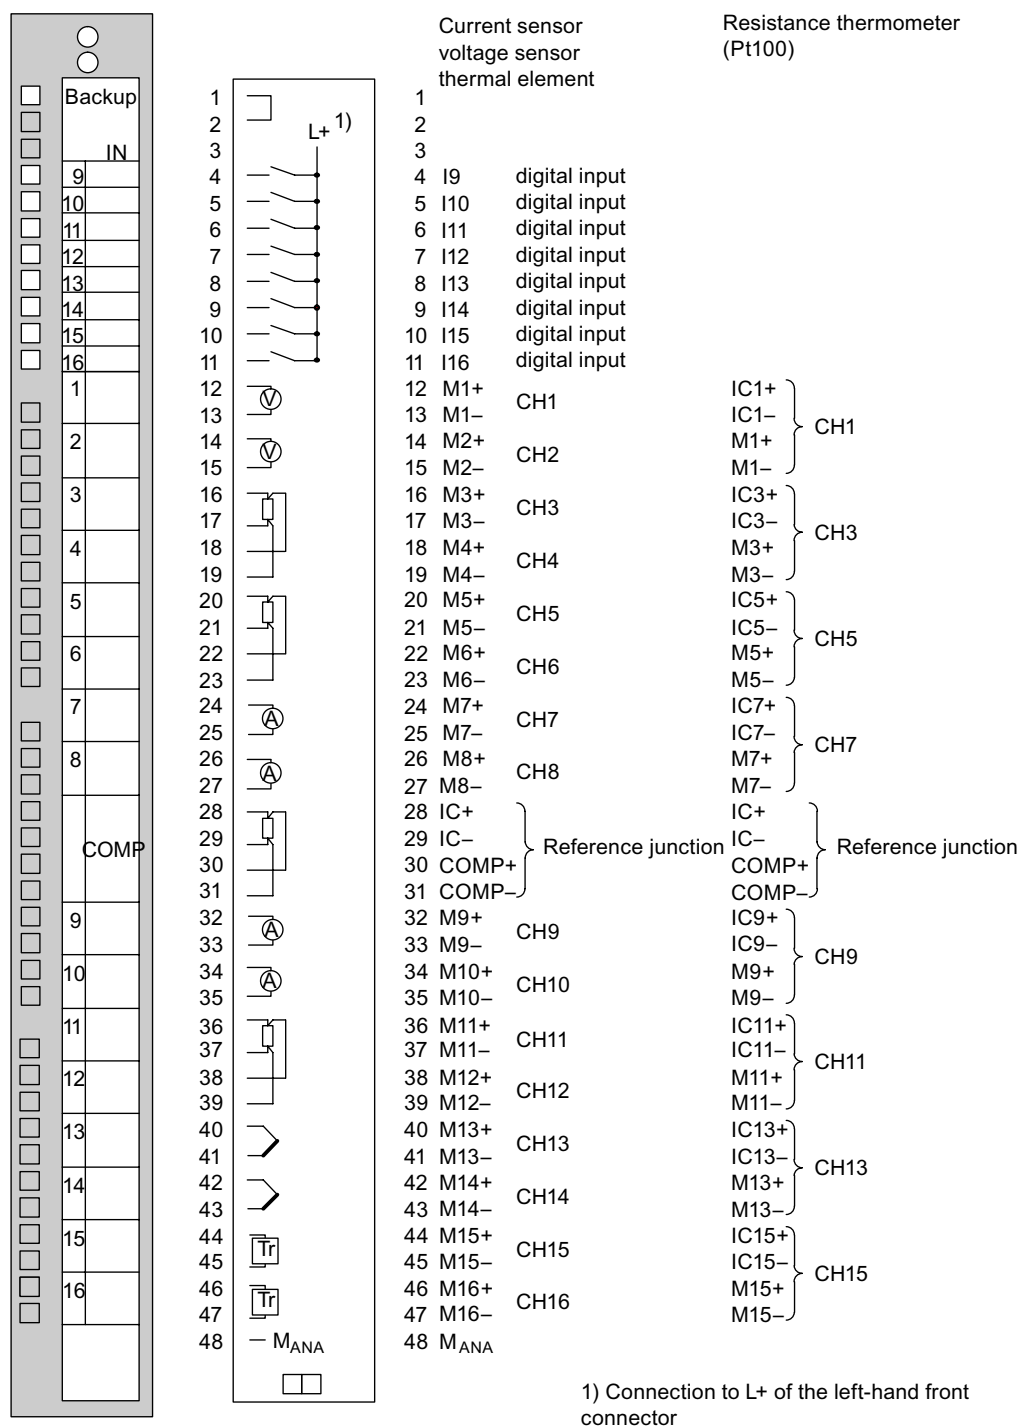 Current sensor
voltage sensor
thermal element
Resistance thermometer
(Pt100)
Backup
IN
9
10
11
12
13
14
15
16
1
2
3
4
5
6
7
8
COMP
9
10
11
12
13
14
15
16
L+ 1)
1 1
2 2
3 3
4 4 I9 digital input
5 5 I10 digital input
6 6 I11 digital input
7 7 I12 digital input
8 8 I13 digital input
9 9 I14 digital input
10 10 I15 digital input
11 11 I16 digital input
12 V 12 M1+ CH1 IC1+ CH1
13 13 M1– IC1–
14 V 14 M2+ CH2 M1+
15 15 M2– M1–
16 16 M3+ CH3 IC3+ CH3
17 17 M3– IC3–
18 18 M4+ CH4 M3+
19 19 M4– M3–
20 20 M5+ CH5 IC5+ CH5
21 21 M5– IC5–
22 22 M6+ CH6 M5+
23 23 M6– M5–
24 A 24 M7+ CH7 IC7+ CH7
25 25 M7– IC7–
26 A 26 M8+ CH8 M7+
27 27 M8– M7–
28 28 IC+ IC+
29 29 IC– Reference junction IC– Reference junction
30 30 COMP+ COMP+
31 31 COMP– COMP–
32 A 32 M9+ CH9 IC9+ CH9
33 33 M9– IC9–
34 A 34 M10+ CH10 M9+
35 35 M10– M9–
36 36 M11+ CH11 IC11+ CH11
37 37 M11– IC11–
38 38 M12+ CH12 M11+
39 39 M12– M11–
40 40 M13+ CH13 IC13+ CH13
41 41 M13– IC13–
42 42 M14+ CH14 M13+
43 43 M14– M13–
44 Tr 44 M15+ CH15 IC15+ CH15
45 45 M15– IC15–
46 Tr 46 M16+ CH16 M15+
47 47 M16– M15–
48 MANA 48 MANA
1) Connection to L+ of the left-hand front
connector